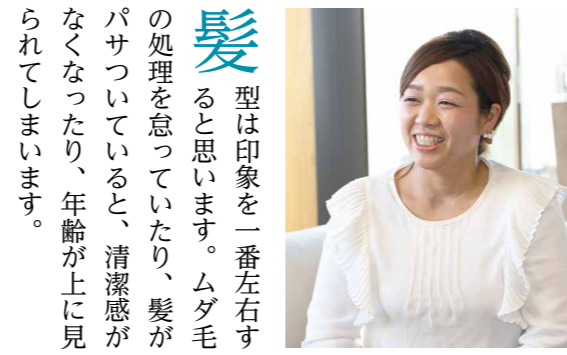 髪型は印象を一番左右す
ると思います。ムダ毛
の処理を怠っていたり、髪が
パサついていると、清潔感が
なくなったり、年齢が上に見
られてしまいます。